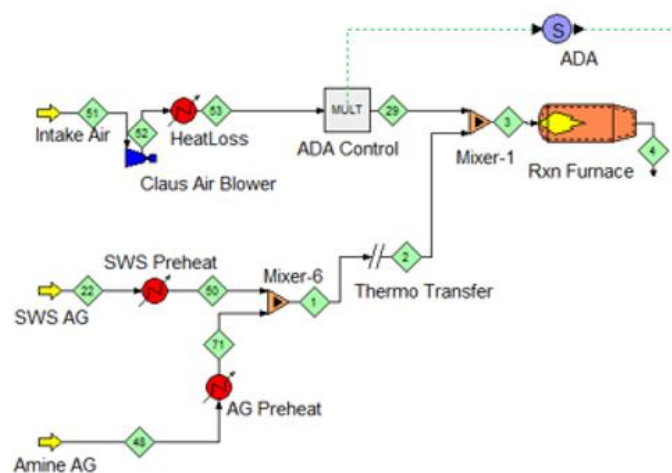 S
ADA
51
Intake Air
52
53
HeatLoss
Claus Air Blower
MULT
ADA Control
29
Mixer-1
3
Rxn Furnace
4
SWS Preheat
22
SWS AG
50
Mixer-6
1
2
Thermo Transfer
71
AG Preheat
48
Amine AG